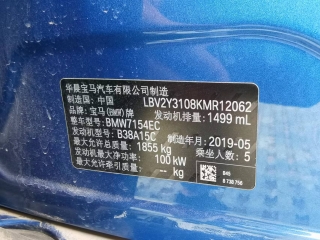 华晨宝马汽车有限公司制造
制造国: 中国 LBV2Y3108KMR12062
品牌: 宝马(BMW)牌 发动机排量: 1499 mL
整车型号: BMW7154EC
发动机型号: B38A15C 制造年月: 2019-05
最大允许总质量: 1855 kg
发动机最大净功率: 100 kW 乘坐人数: 5
最大允许牵引质量: -- kg